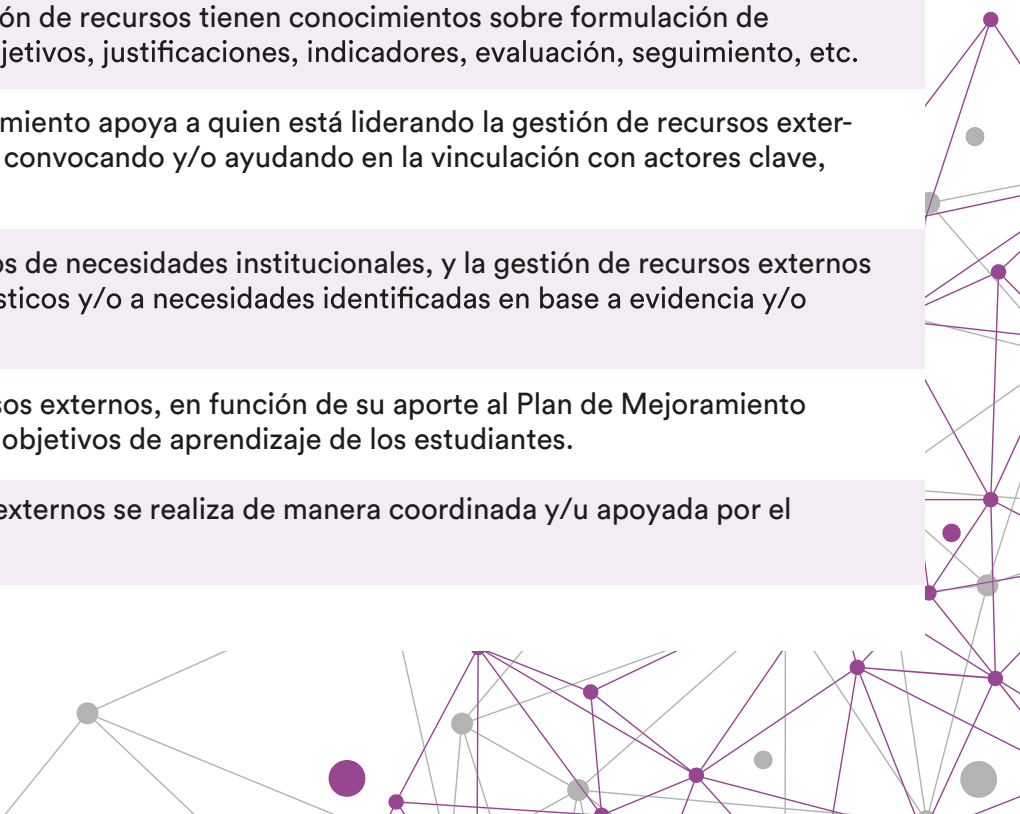 ón de recursos tienen conocimientos sobre formulación de
jetivos, justificaciones, indicadores, evaluación, seguimiento, etc.
miento apoya a quien está liderando la gestión de recursos exter-
convocando y/o ayudando en la vinculación con actores clave,
os de necesidades institucionales, y la gestión de recursos externos
sticos y/o a necesidades identificadas en base a evidencia y/o
sos externos, en función de su aporte al Plan de Mejoramiento
objetivos de aprendizaje de los estudiantes.
externos se realiza de manera coordinada y/u apoyada por el